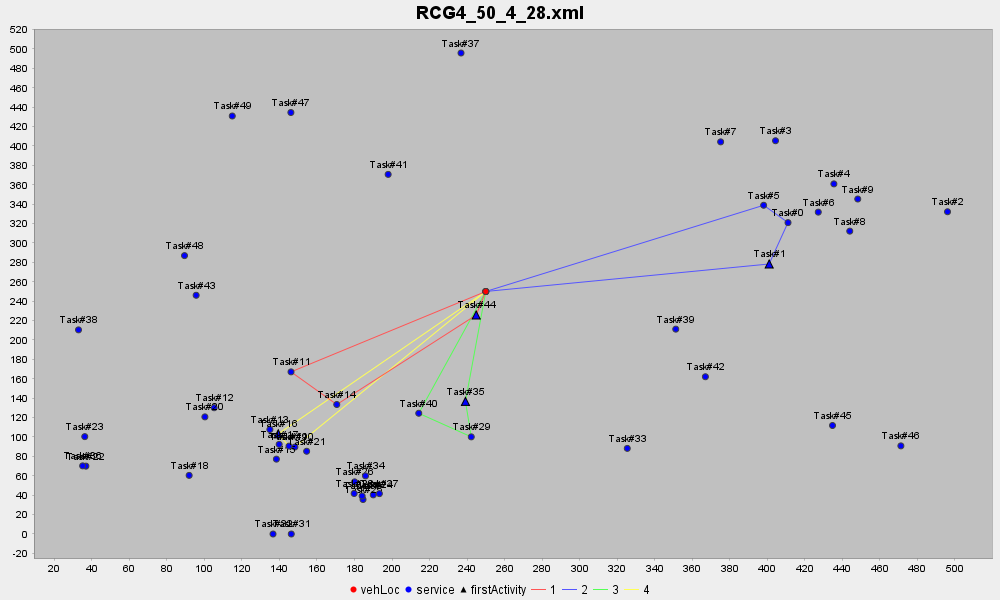 RCG4_50_4_28.xml
520
500
480
460
440
420
400
380
360
340
320
300
280
260
240
220
200
180
160
140
120
100
80
60
40
20
0
-20
Task#37
Task#49
Task#47
Task#7
Task#3
Task#41
Task#4
Task#9
Task#5
Task#6
Task#2
Task#0
Task#8
Task#48
Task#1
Task#43
Task#44
Task#38
Task#39
Task#11
Task#42
Task#14
Task#35
Task#12
Task#40
Task#13
Task#16
Task#23
Task#29
Task#45
Task#21
Task#33
Task#46
Task#18
Task#34
Task#31
20 40 60 80 100 120 140 160 180 200 220 240 260 280 300 320 340 360 380 400 420 440 460 480 500
vehLoc service firstActivity 1 2 3 4